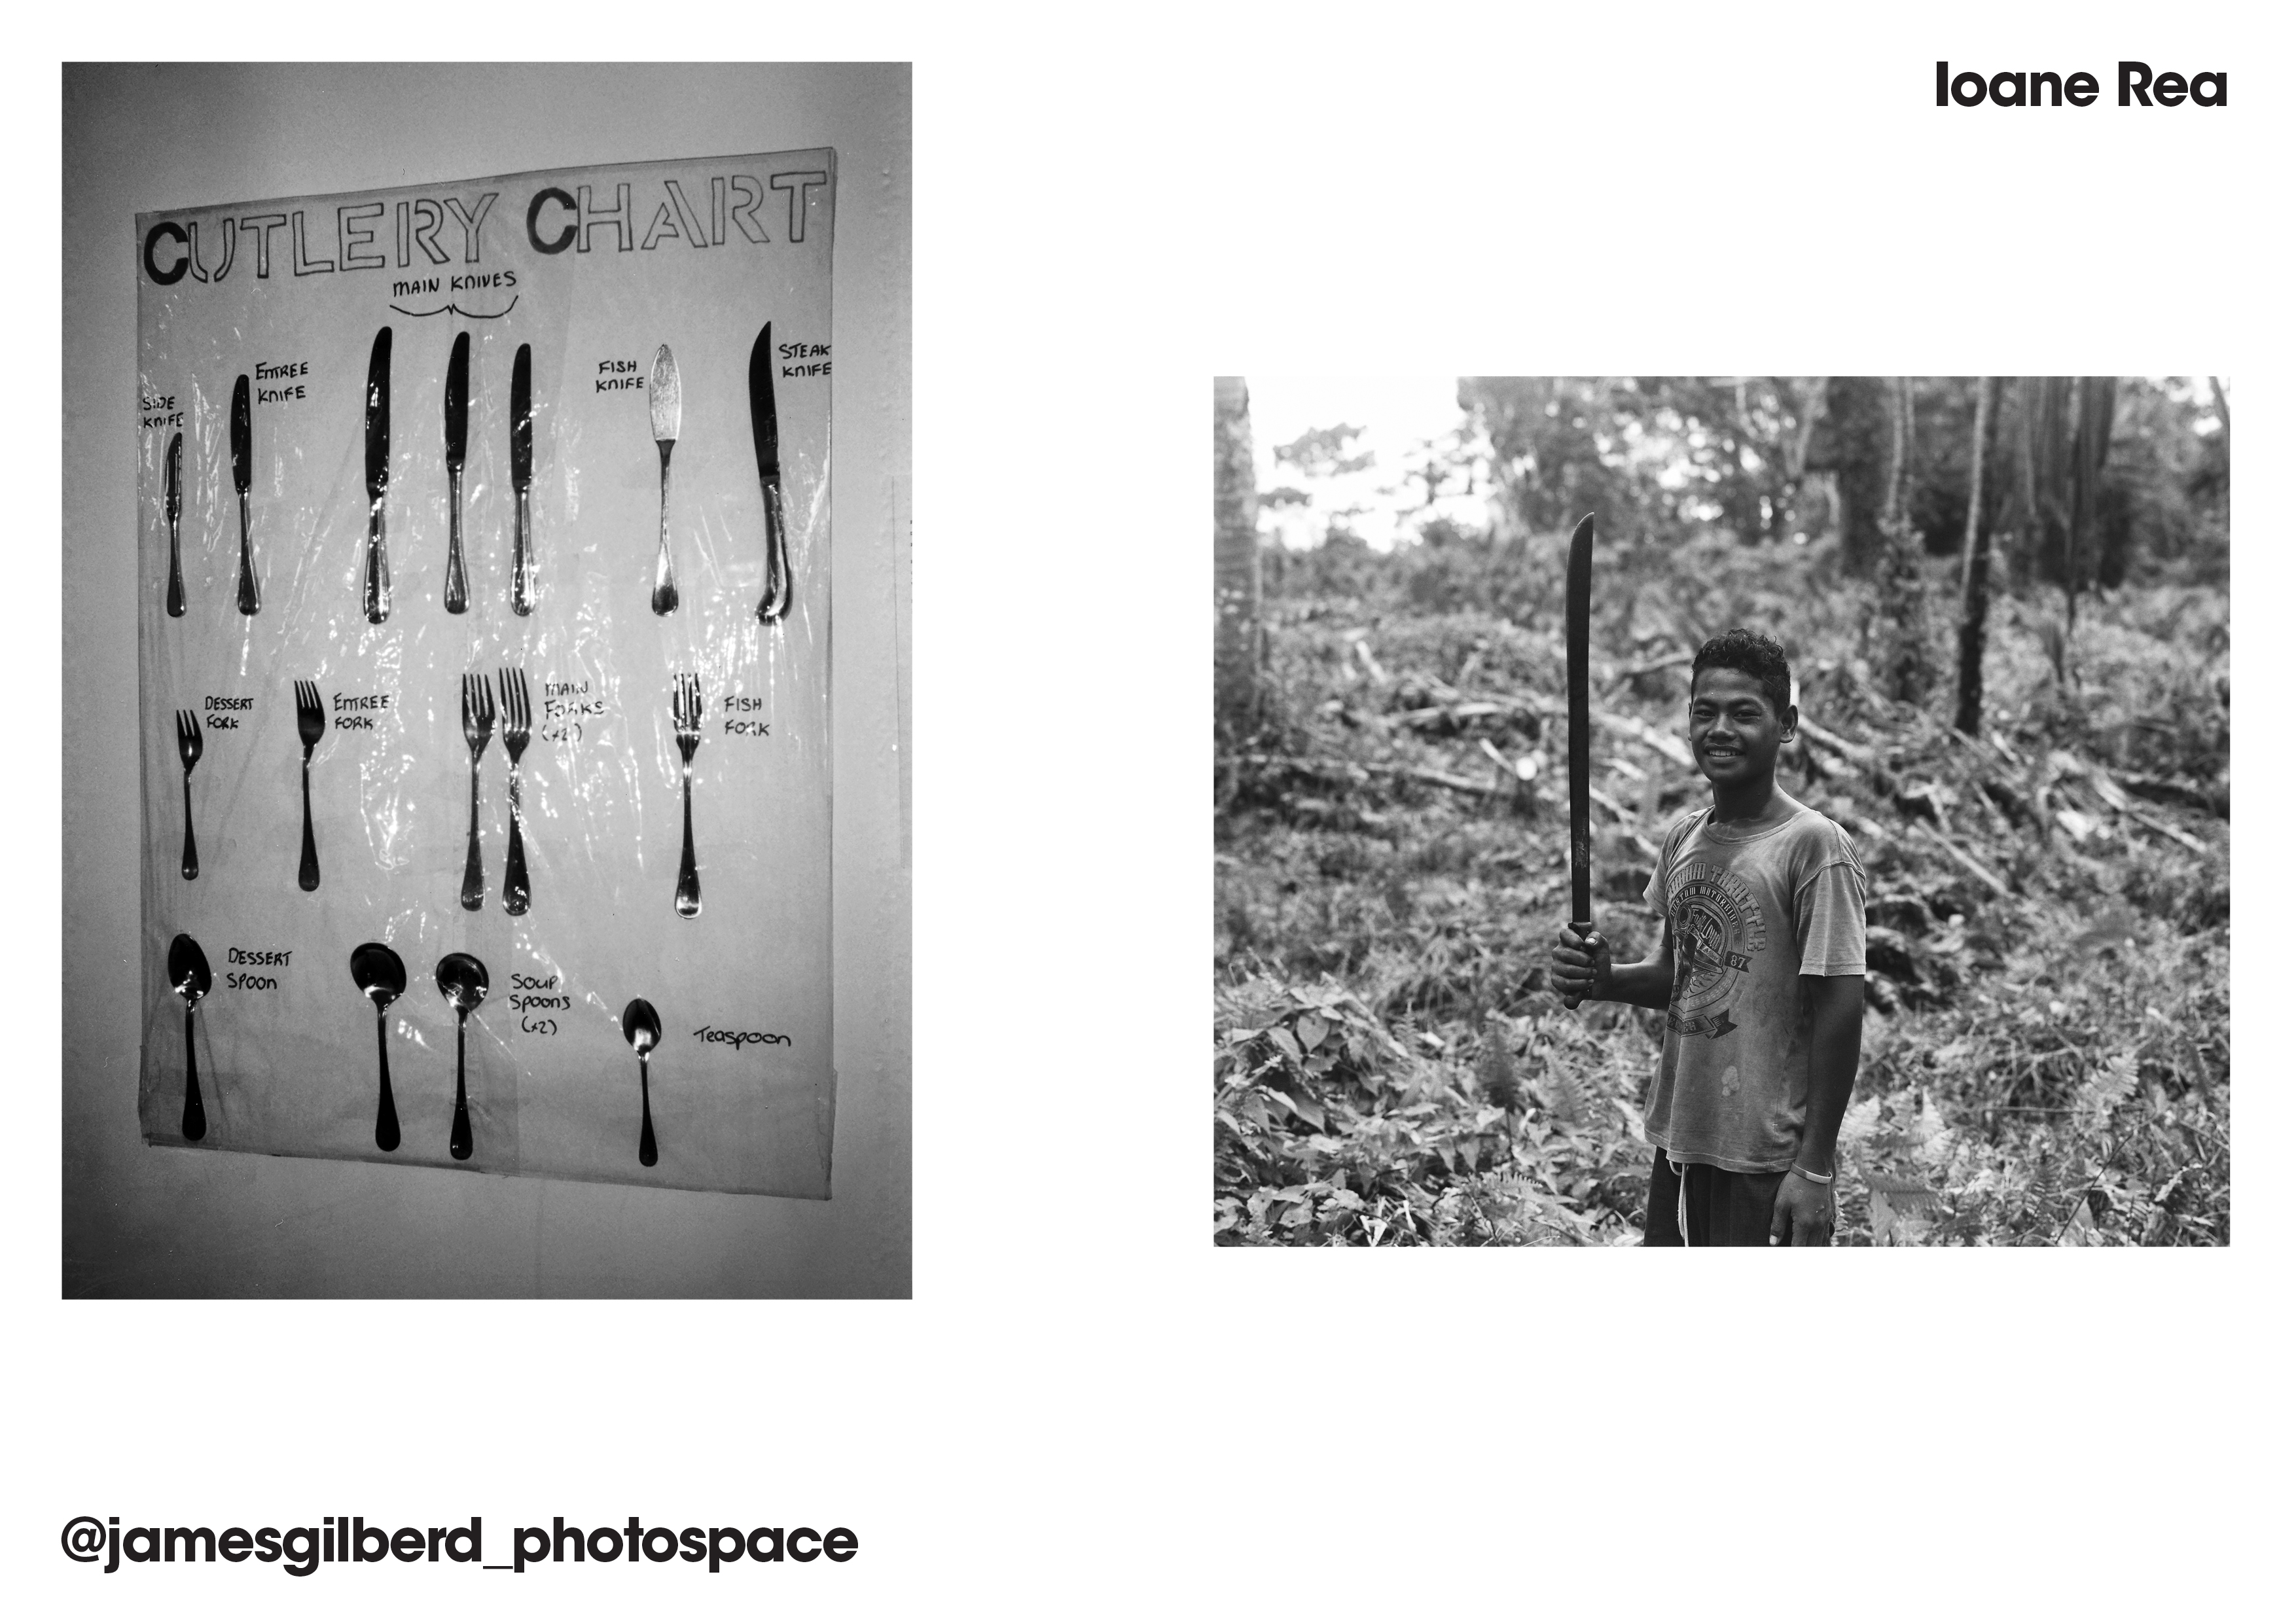 Ioane Rea
CUTLERY CHART
MAIN KNIVES
SIDE
KNIFE
ENTREE
KNIFE
FISH
KNIFE
STEAK
KNIFE
DESSERT
FORK
ENTREE
FORK
MAIN
FORKS
(x2)
FISH
FORK
DESSERT
SPOON
SOUP
SPOONS
(x2)
Teaspoon
87
@jamesgilberd_photospace